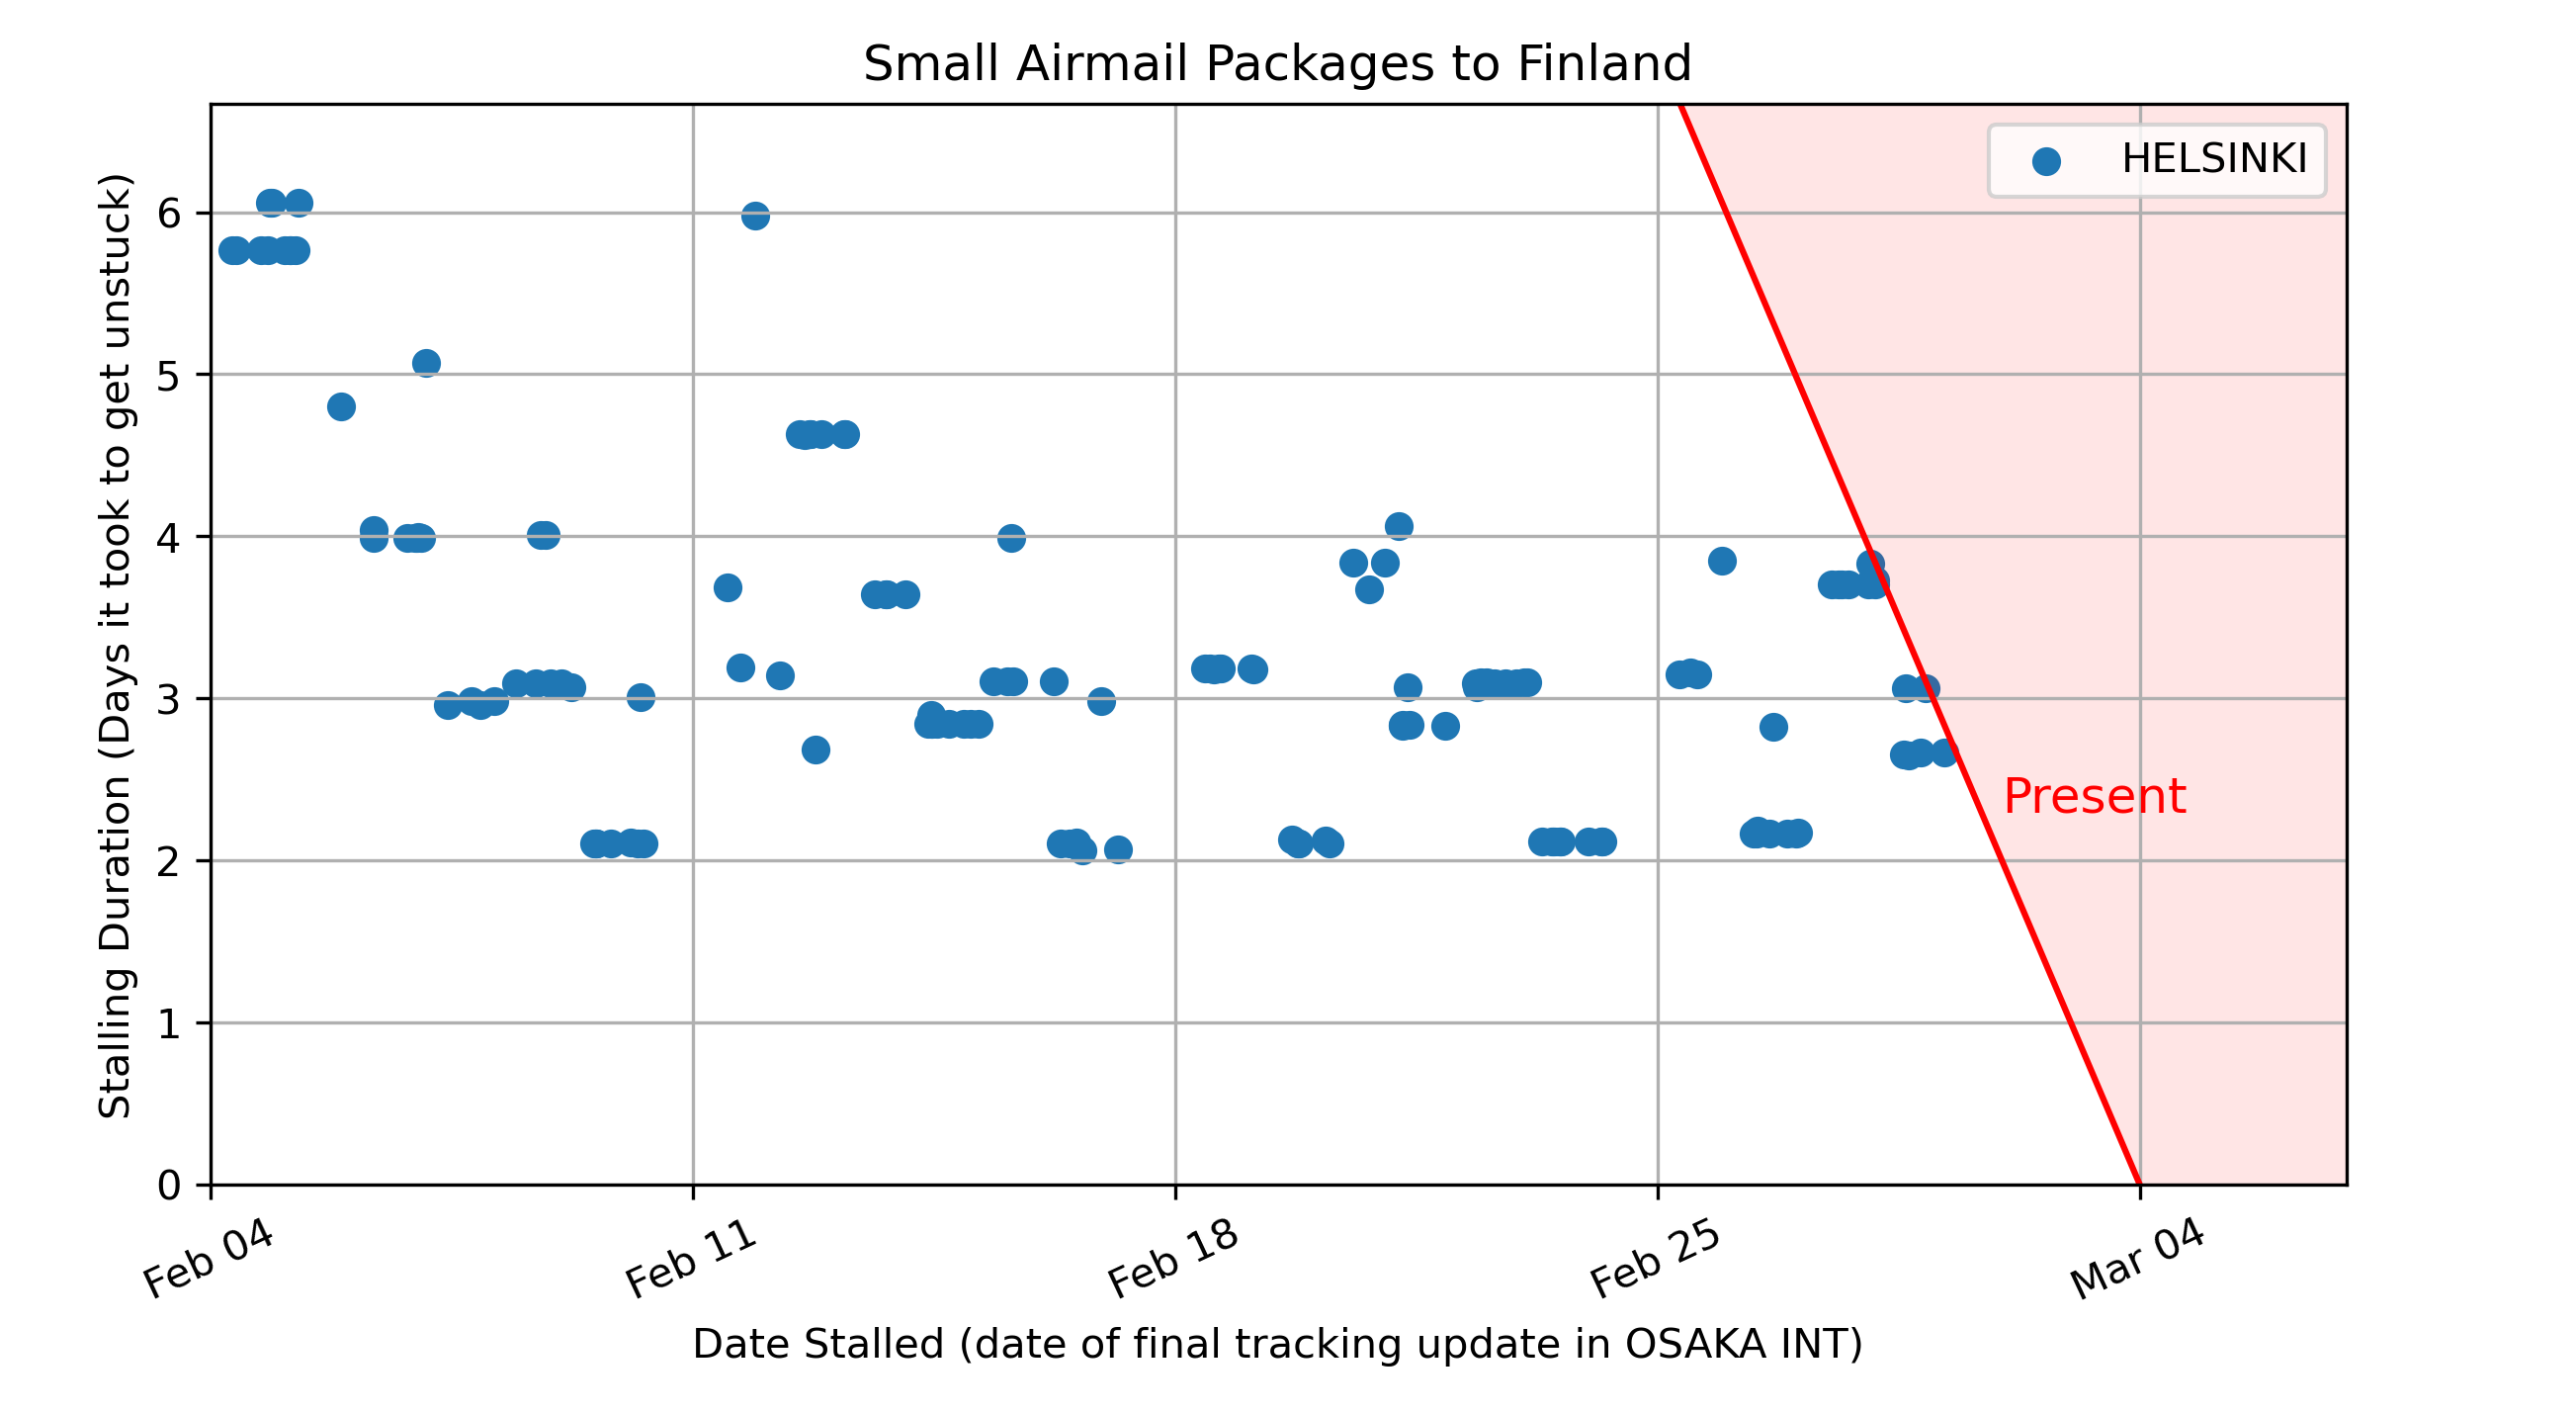 Small Airmail Packages to Finland
HELSINKI
Stalling Duration (Days it took to get unstuck)
6
5
4
3
2
1
0
Present
Feb 04
Feb 11
Feb 18
Feb 25
Mar 04
Date Stalled (date of final tracking update in OSAKA INT)